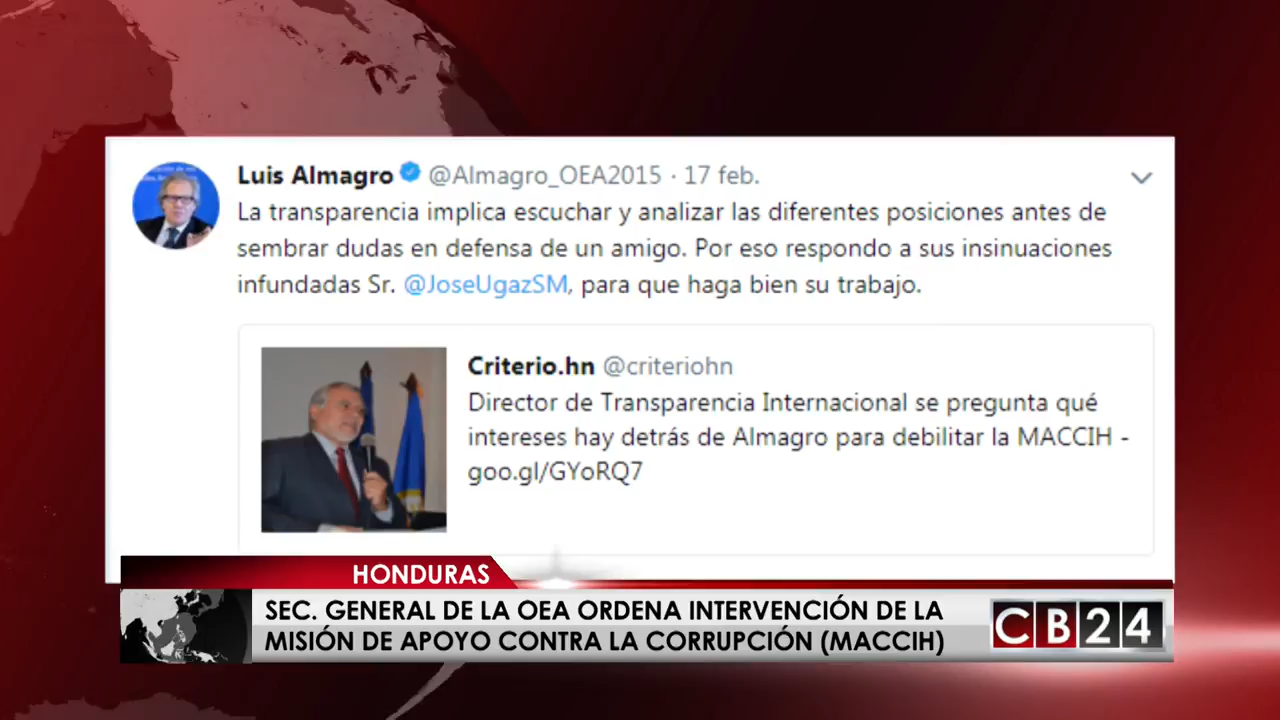 Luis Almagro @Almagro_OEA2015 · 17 feb.
La transparencia implica escuchar y analizar las diferentes posiciones antes de
sembrar dudas en defensa de un amigo. Por eso respondo a sus insinuaciones
infundadas Sr. @JoseUgazSM, para que haga bien su trabajo.
Criterio.hn @criteriohn
Director de Transparencia Internacional se pregunta qué
intereses hay detrás de Almagro para debilitar la MACCIH -
goo.gl/GYoRQ7
HONDURAS
SEC. GENERAL DE LA OEA ORDENA INTERVENCIÓN DE LA
MISIÓN DE APOYO CONTRA LA CORRUPCIÓN (MACCIH)
CB24